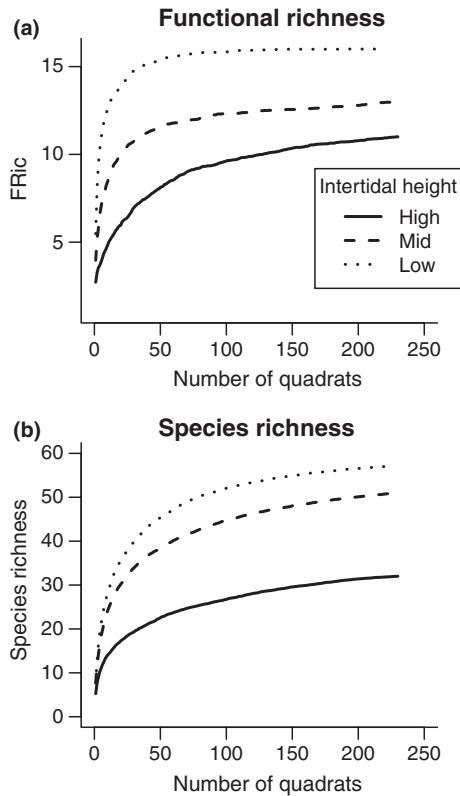 (a)
Functional richness
15
10
5
FRic
Intertidal height
High
Mid
Low
0 50 100 150 200 250
Number of quadrats
(b)
Species richness
60
50
40
30
20
10
0
Species richness
0 50 100 150 200 250
Number of quadrats